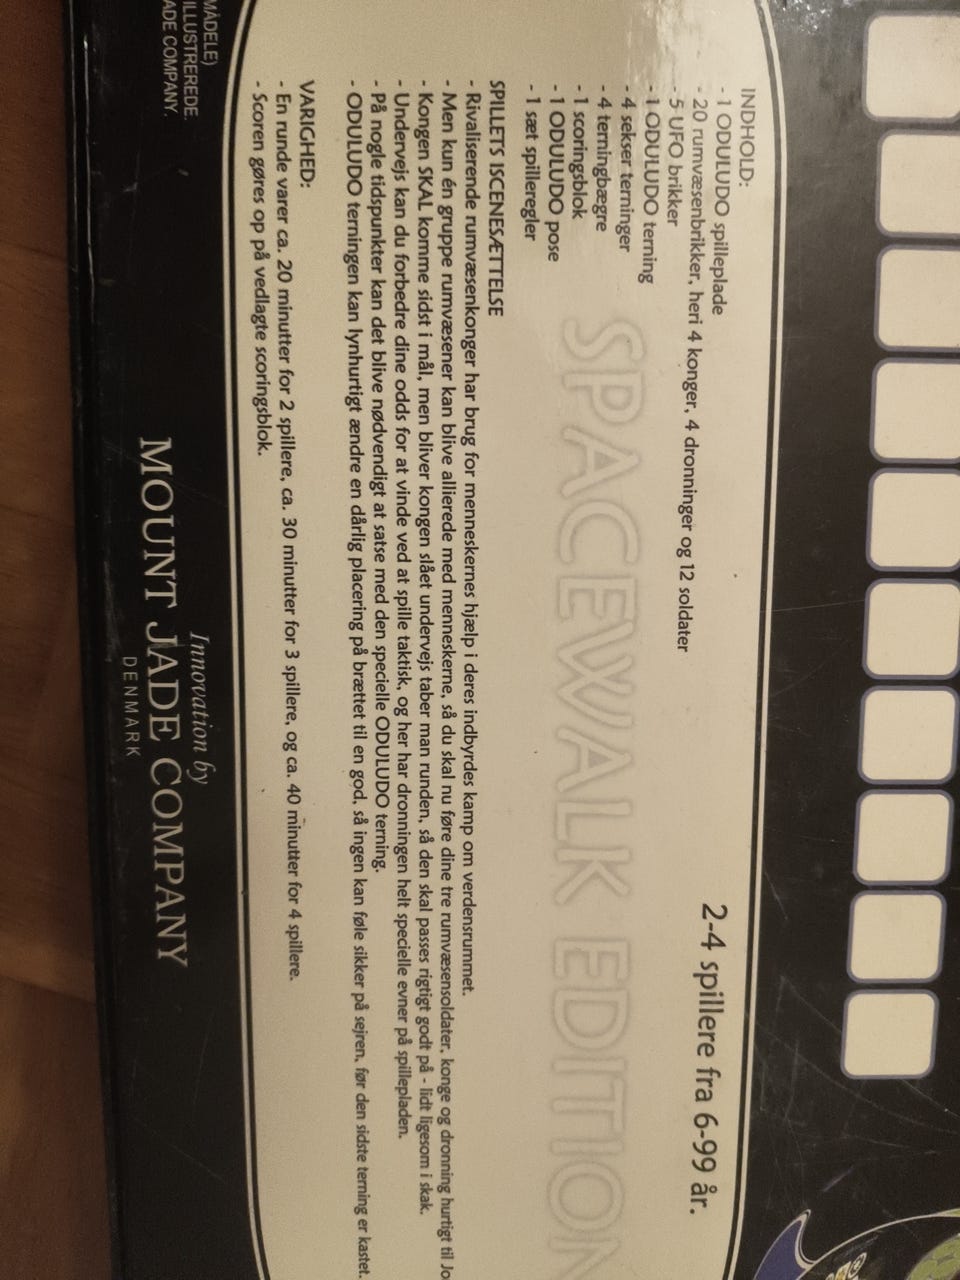 INDHOLD:
- 1 ODULUDO spilleplade
- 20 rumvæsenbrikker, heri 4 konger, 4 dronninger og 12 soldater
- 5 UFO brikker
- 1 ODULUDO terning
- 4 sekser terninger
- 4 terningbægre
- 1 scoringsblok
- 1 ODULUDO pose
- 1 sæt spilleregler
2-4 spillere fra 6-99 år.
SPACEWALK EDITION
SPILLETS ISCENESÆTTELSE
- Rivaliserende rumvæsenkonger har brug for menneskernes hjælp i deres indbyrdes kamp om verdensrummet.
- Men kun én gruppe rumvæsener kan blive allierede med menneskerne, så du skal nu føre dine tre rumvæsensoldater, konge og dronning hurtigt til Jo
- Kongen SKAL komme sidst i mål, men bliver kongen slået undervejs taber man runden, så den skal passes rigtigt godt på - lidt ligesom i skak.
- Undervejs kan du forbedre dine odds for at vinde ved at spille taktisk, og her har dronningen helt specielle evner på spillepladen.
- På nogle tidspunkter kan det blive nødvendigt at satse med den specielle ODULUDO terning.
- ODULUDO terningen kan lynhurtigt ændre en dårlig placering på brættet til en god, så ingen kan føle sikker på sejren, før den sidste terning er kastet.
VARIGHED:
- En runde varer ca. 20 minutter for 2 spillere, ca. 30 minutter for 3 spillere, og ca. 40 minutter for 4 spillere.
- Scoren gøres op på vedlagte scoringsblok.
MÅDELE)
ILLUSTREREDE
ADE COMPANY.
Innovation by
MOUNT JADE COMPANY
DENMARK